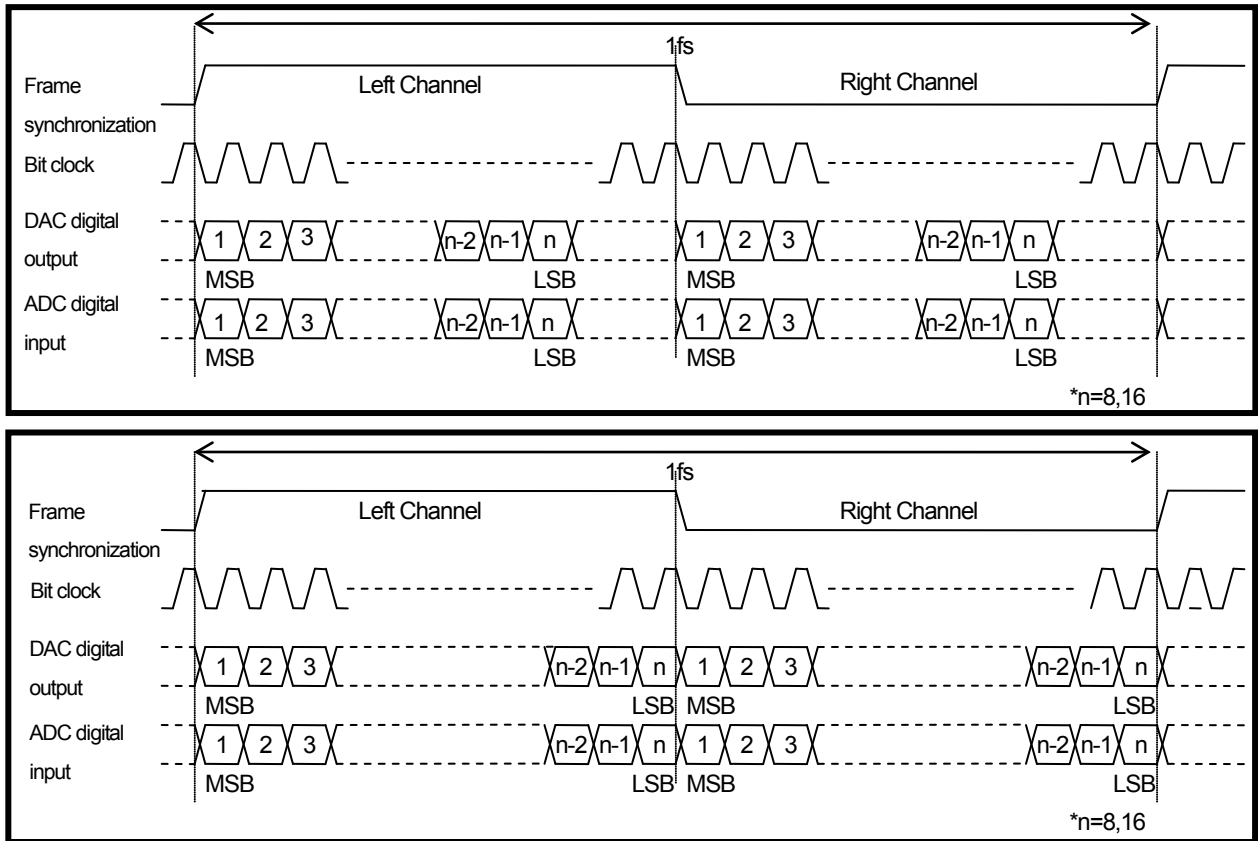 1fs
Frame
synchronization
Left Channel
Right Channel
Bit clock
DAC digital
output
1 2 3 n-2 n-1 n 1 2 3 n-2 n-1 n
MSB LSB MSB LSB
ADC digital
input
1 2 3 n-2 n-1 n 1 2 3 n-2 n-1 n
MSB LSB MSB LSB
*n=8,16
1fs
Frame
synchronization
Left Channel
Right Channel
Bit clock
DAC digital
output
1 2 3 n-2 n-1 n 1 2 3 n-2 n-1 n
MSB LSB MSB LSB
ADC digital
input
1 2 3 n-2 n-1 n 1 2 3 n-2 n-1 n
MSB LSB MSB LSB
*n=8,16